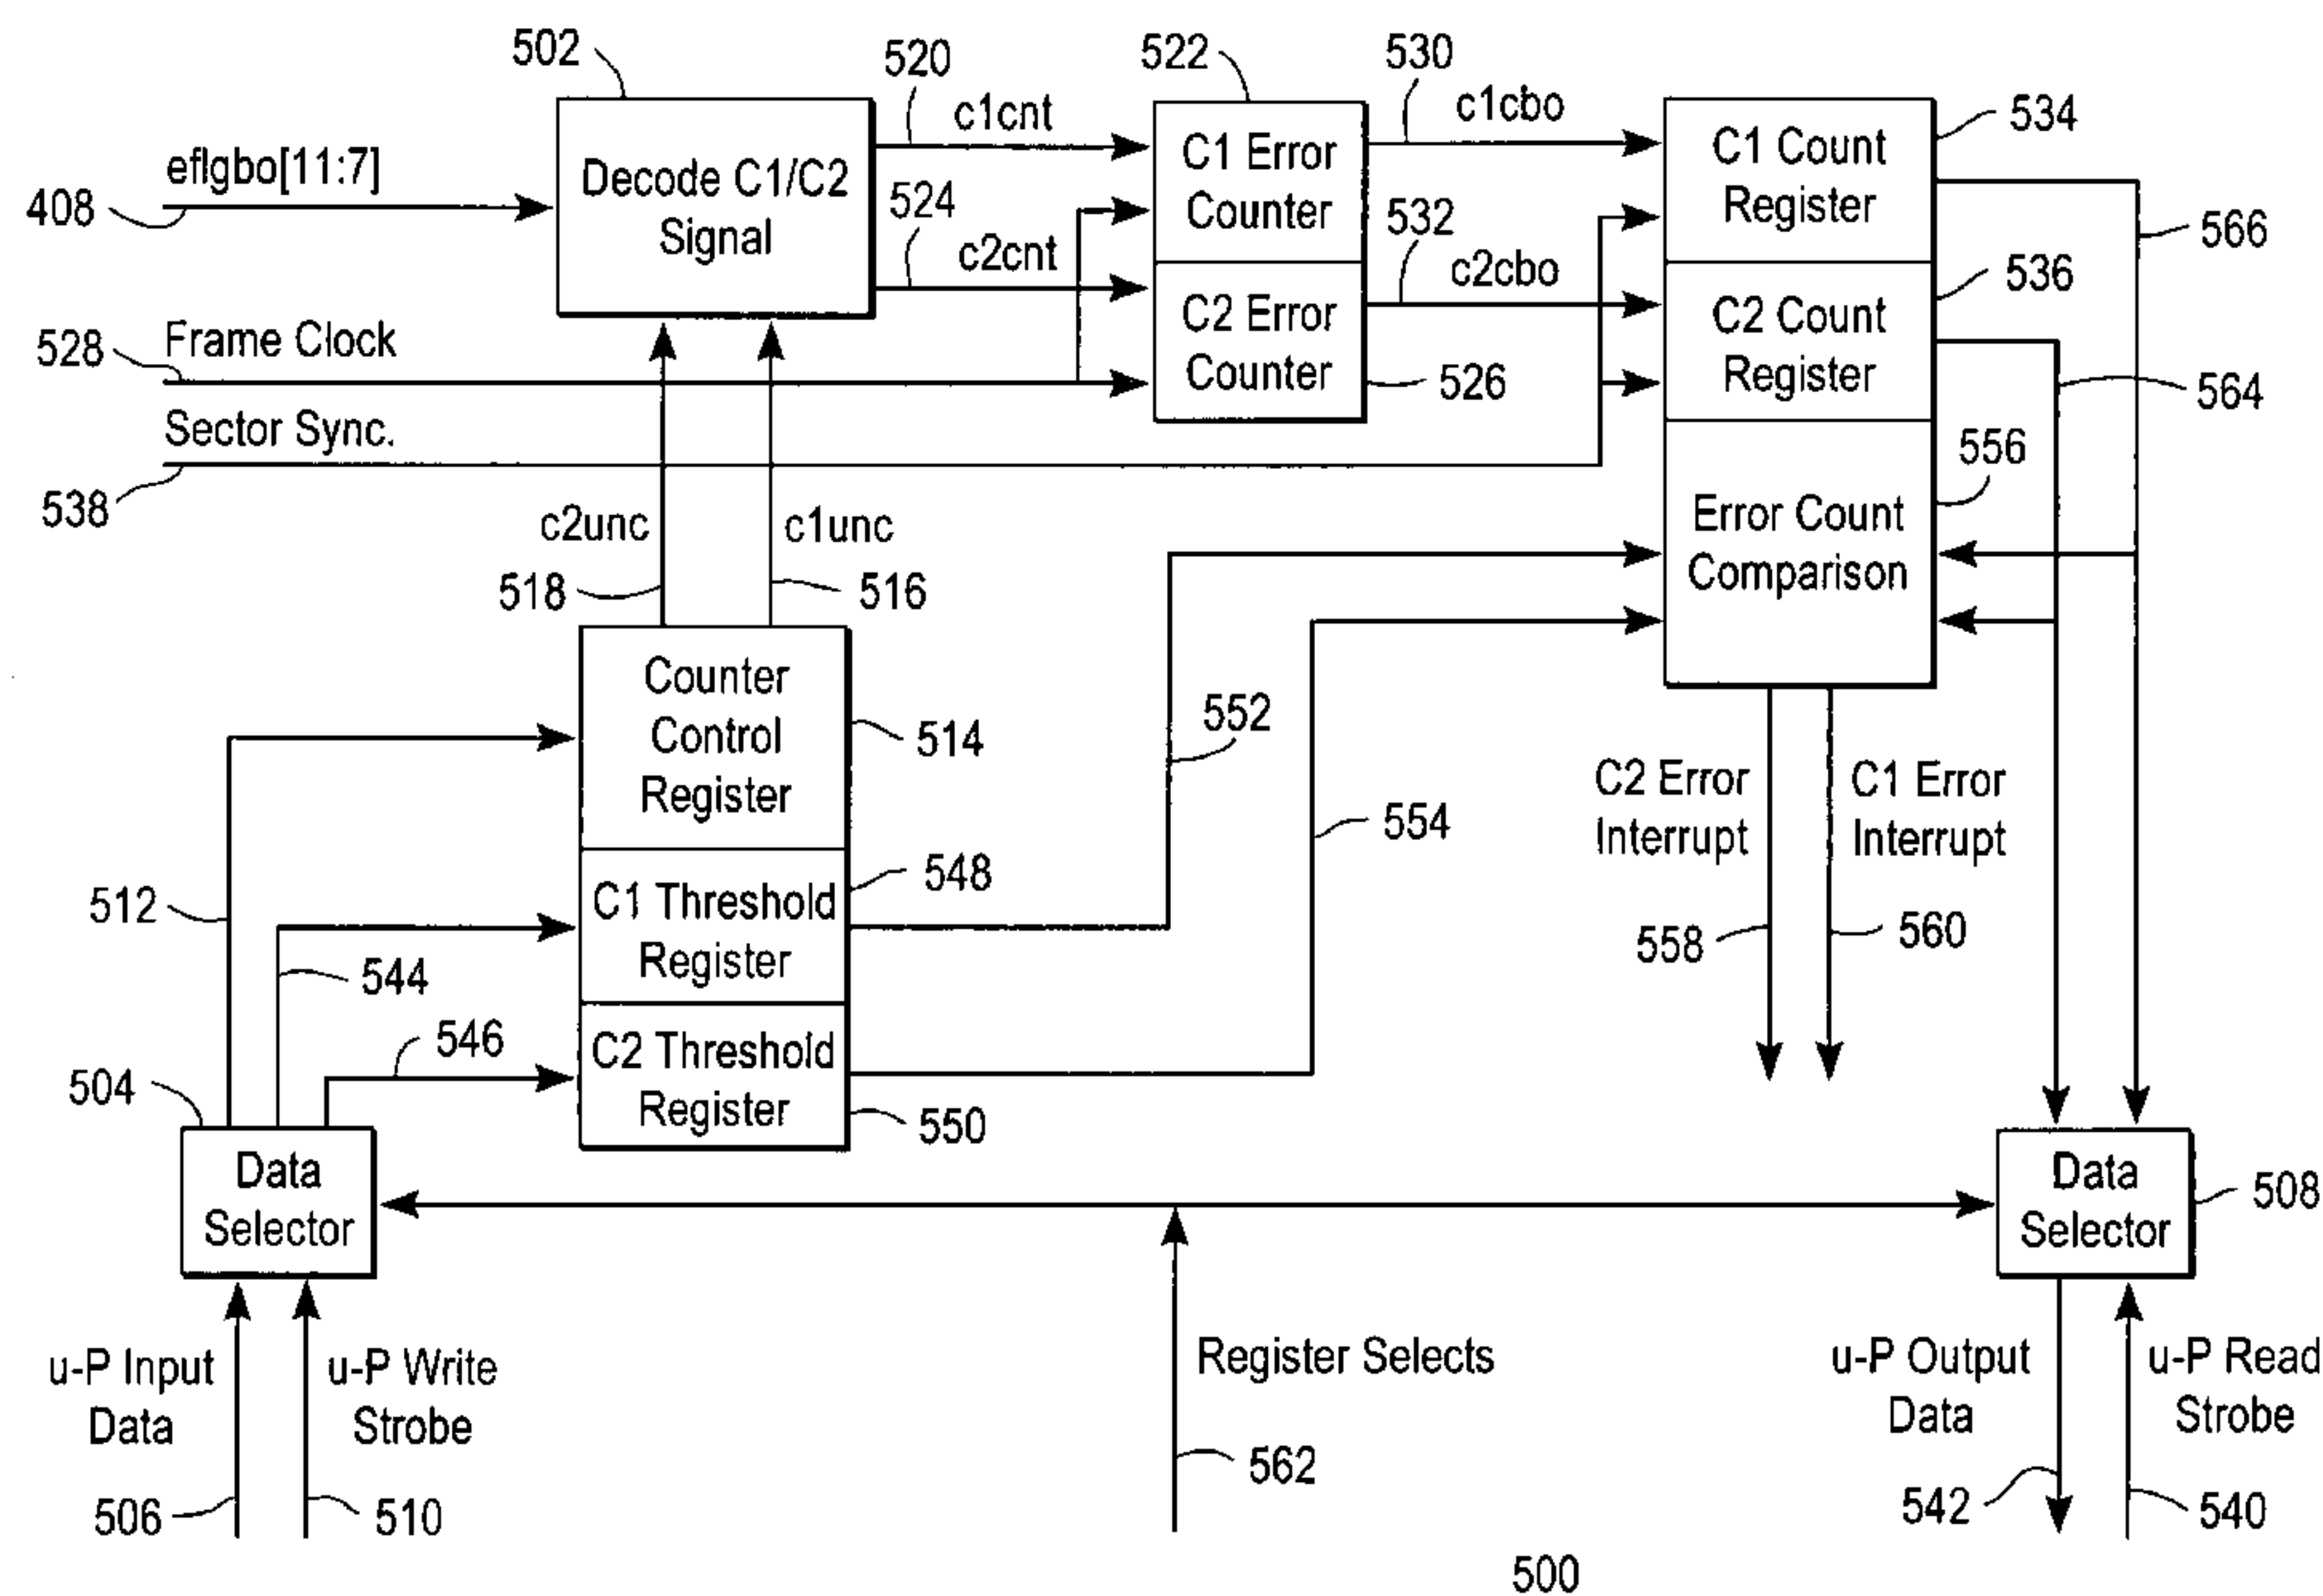 502
520
522
530
c1cnt
c1cbo
534
eflgbo[11:7]
408
Decode C1/C2
Signal
C1 Error
Counter
C1 Count
Register
524
532
c2cnt
c2cbo
566
536
528
Frame Clock
C2 Error
Counter
526
C2 Count
Register
564
Sector Sync.
538
556
c2unc
c1unc
518
516
Error Count
Comparison
Counter
Control
Register
514
552
C2 Error
Interrupt
C1 Error
Interrupt
554
512
548
C1 Threshold
Register
544
558
560
546
C2 Threshold
Register
550
504
Data
Selector
Data
Selector
508
u-P Input
Data
u-P Write
Strobe
Register Selects
u-P Output
Data
u-P Read
Strobe
506
510
562
542
540
500